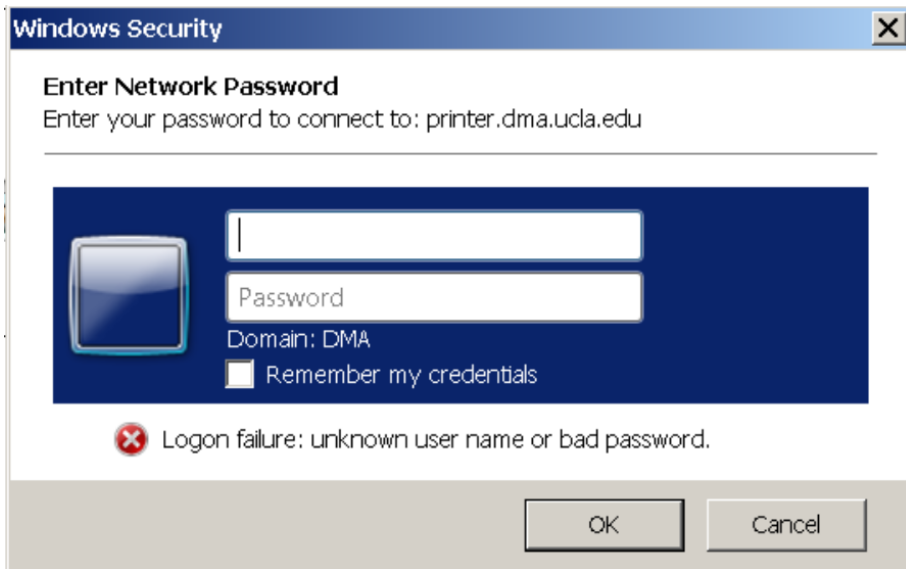 Windows Security
Enter Network Password
Enter your password to connect to: printer.dma.ucla.edu
Password
Domain: DMA
Remember my credentials
Logon failure: unknown user name or bad password.
OK Cancel